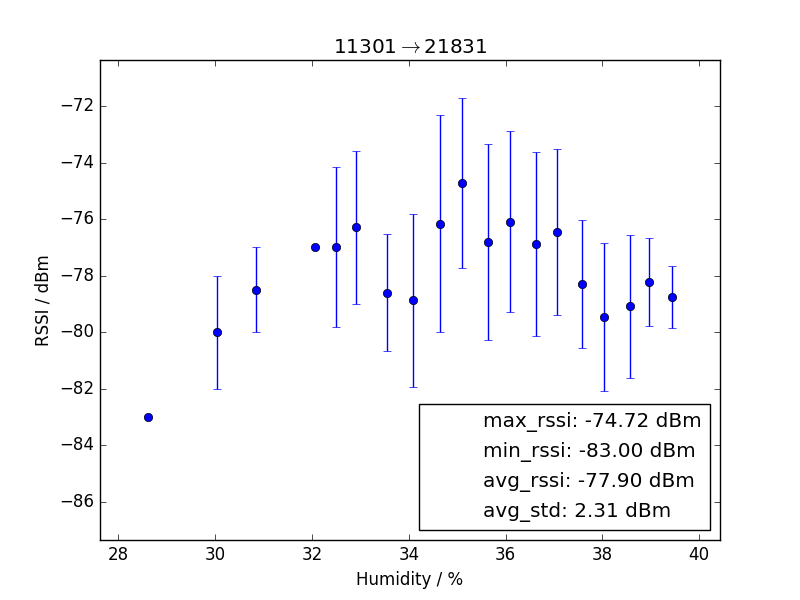 11301→21831
RSSI / dBm
−72
−74
−76
−78
−80
−82
−84
−86
max_rssi: -74.72 dBm
min_rssi: -83.00 dBm
avg_rssi: -77.90 dBm
avg_std: 2.31 dBm
28 30 32 34 36 38 40
Humidity / %